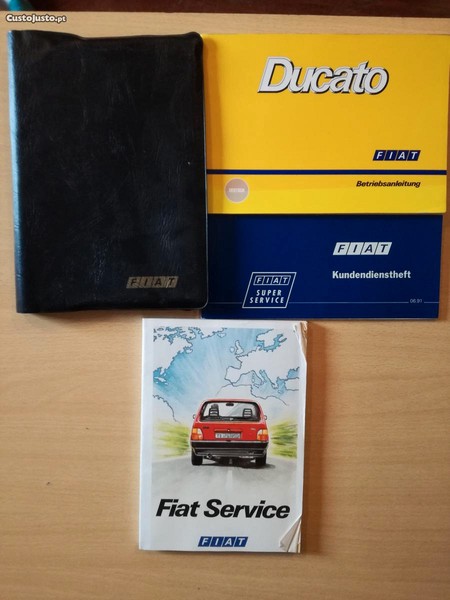 CustoJusto.pt
FIAT
Ducato
FIAT
Betriebsanleitung
FIAT
Kundendienstheft
FIAT
SUPER
SERVICE
Fiat Service
FIAT